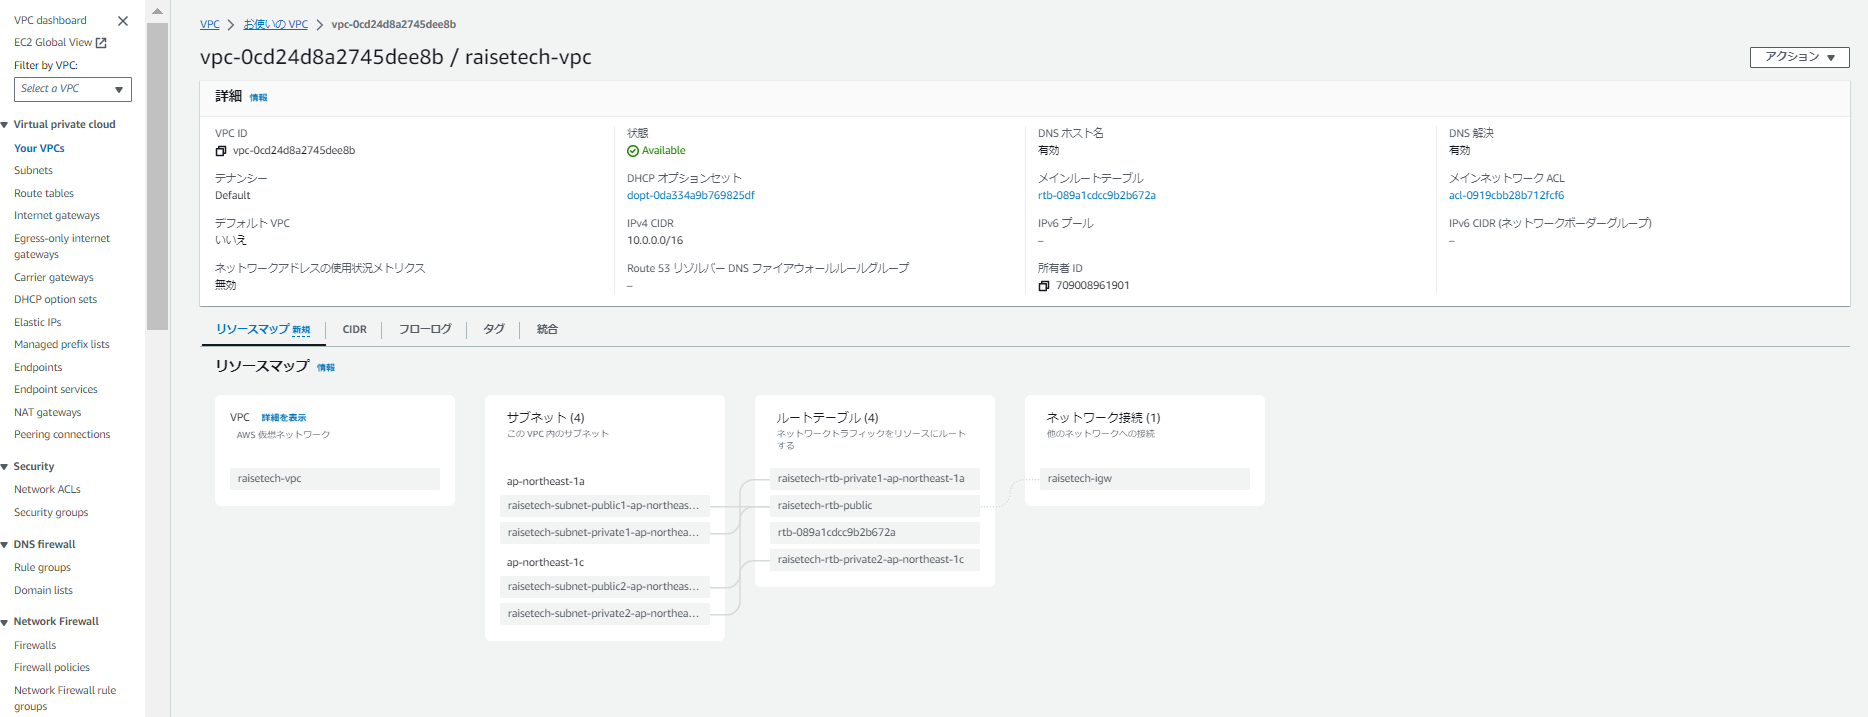 VPC dashboard
EC2 Global View
Filter by VPC:
Select a VPC
Virtual private cloud
Your VPCs
Subnets
Route tables
Internet gateways
Egress-only internet
gateways
Carrier gateways
DHCP option sets
Elastic IPs
Managed prefix lists
Endpoints
Endpoint services
NAT gateways
Peering connections
Security
Network ACLs
Security groups
DNS firewall
Rule groups
Domain lists
Network Firewall
Firewalls
Firewall policies
Network Firewall rule
groups
VPC > お使いの VPC > vpc-0cd24d8a2745dee8b
vpc-0cd24d8a2745dee8b / raisetech-vpc
アクション
詳細 情報
VPC ID
vpc-0cd24d8a2745dee8b
状態
Available
DNS ホスト名
有効
DNS 解決
有効
テナンシー
Default
DHCP オプションセット
dopt-0da334a9b769825df
メインルートテーブル
rtb-089a1cdcc9b2b672a
メインネットワーク ACL
acl-0919cbb28b712fcf6
デフォルト VPC
いいえ
IPv4 CIDR
10.0.0.0/16
IPv6 プール
–
IPv6 CIDR (ネットワークボーダーグループ)
–
ネットワークアドレスの使用状況メトリクス
無効
Route 53 リゾルバー DNS ファイアウォールルールグループ
–
所有者 ID
709008961901
リソースマップ 新規
CIDR
フローログ
タグ
統合
リソースマップ 情報
VPC 詳細を表示
AWS 仮想ネットワーク
raisetech-vpc
サブネット (4)
この VPC 内のサブネット
ap-northeast-1a
raisetech-subnet-public1-ap-northeas...
raisetech-subnet-private1-ap-northea...
ap-northeast-1c
raisetech-subnet-public2-ap-northeas...
raisetech-subnet-private2-ap-northea...
ルートテーブル (4)
ネットワークトラフィックをリソースにルート
する
raisetech-rtb-private1-ap-northeast-1a
raisetech-rtb-public
rtb-089a1cdcc9b2b672a
raisetech-rtb-private2-ap-northeast-1c
ネットワーク接続 (1)
他のネットワークへの接続
raisetech-igw